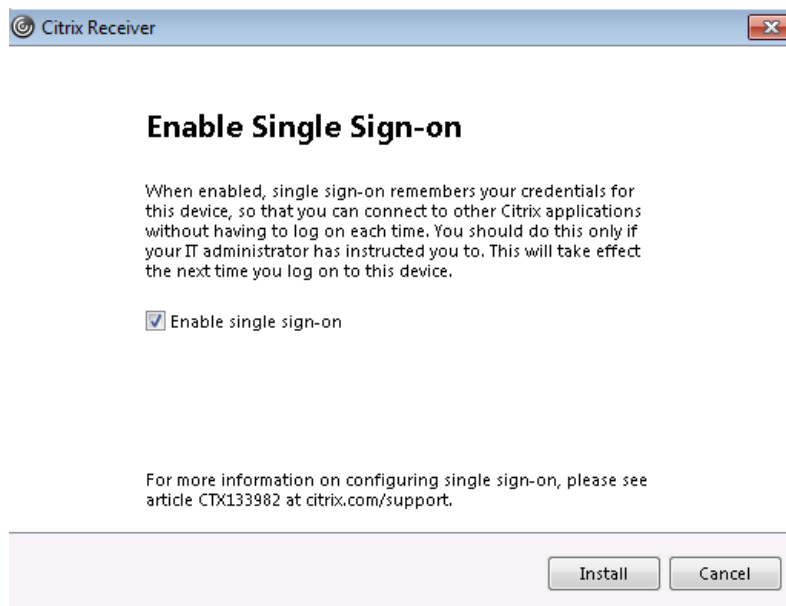 Citrix Receiver
Enable Single Sign-on
When enabled, single sign-on remembers your credentials for
this device, so that you can connect to other Citrix applications
without having to log on each time. You should do this only if
your IT administrator has instructed you to. This will take effect
the next time you log on to this device.
Enable single sign-on
For more information on configuring single sign-on, please see
article CTX133982 at citrix.com/support.
Install Cancel